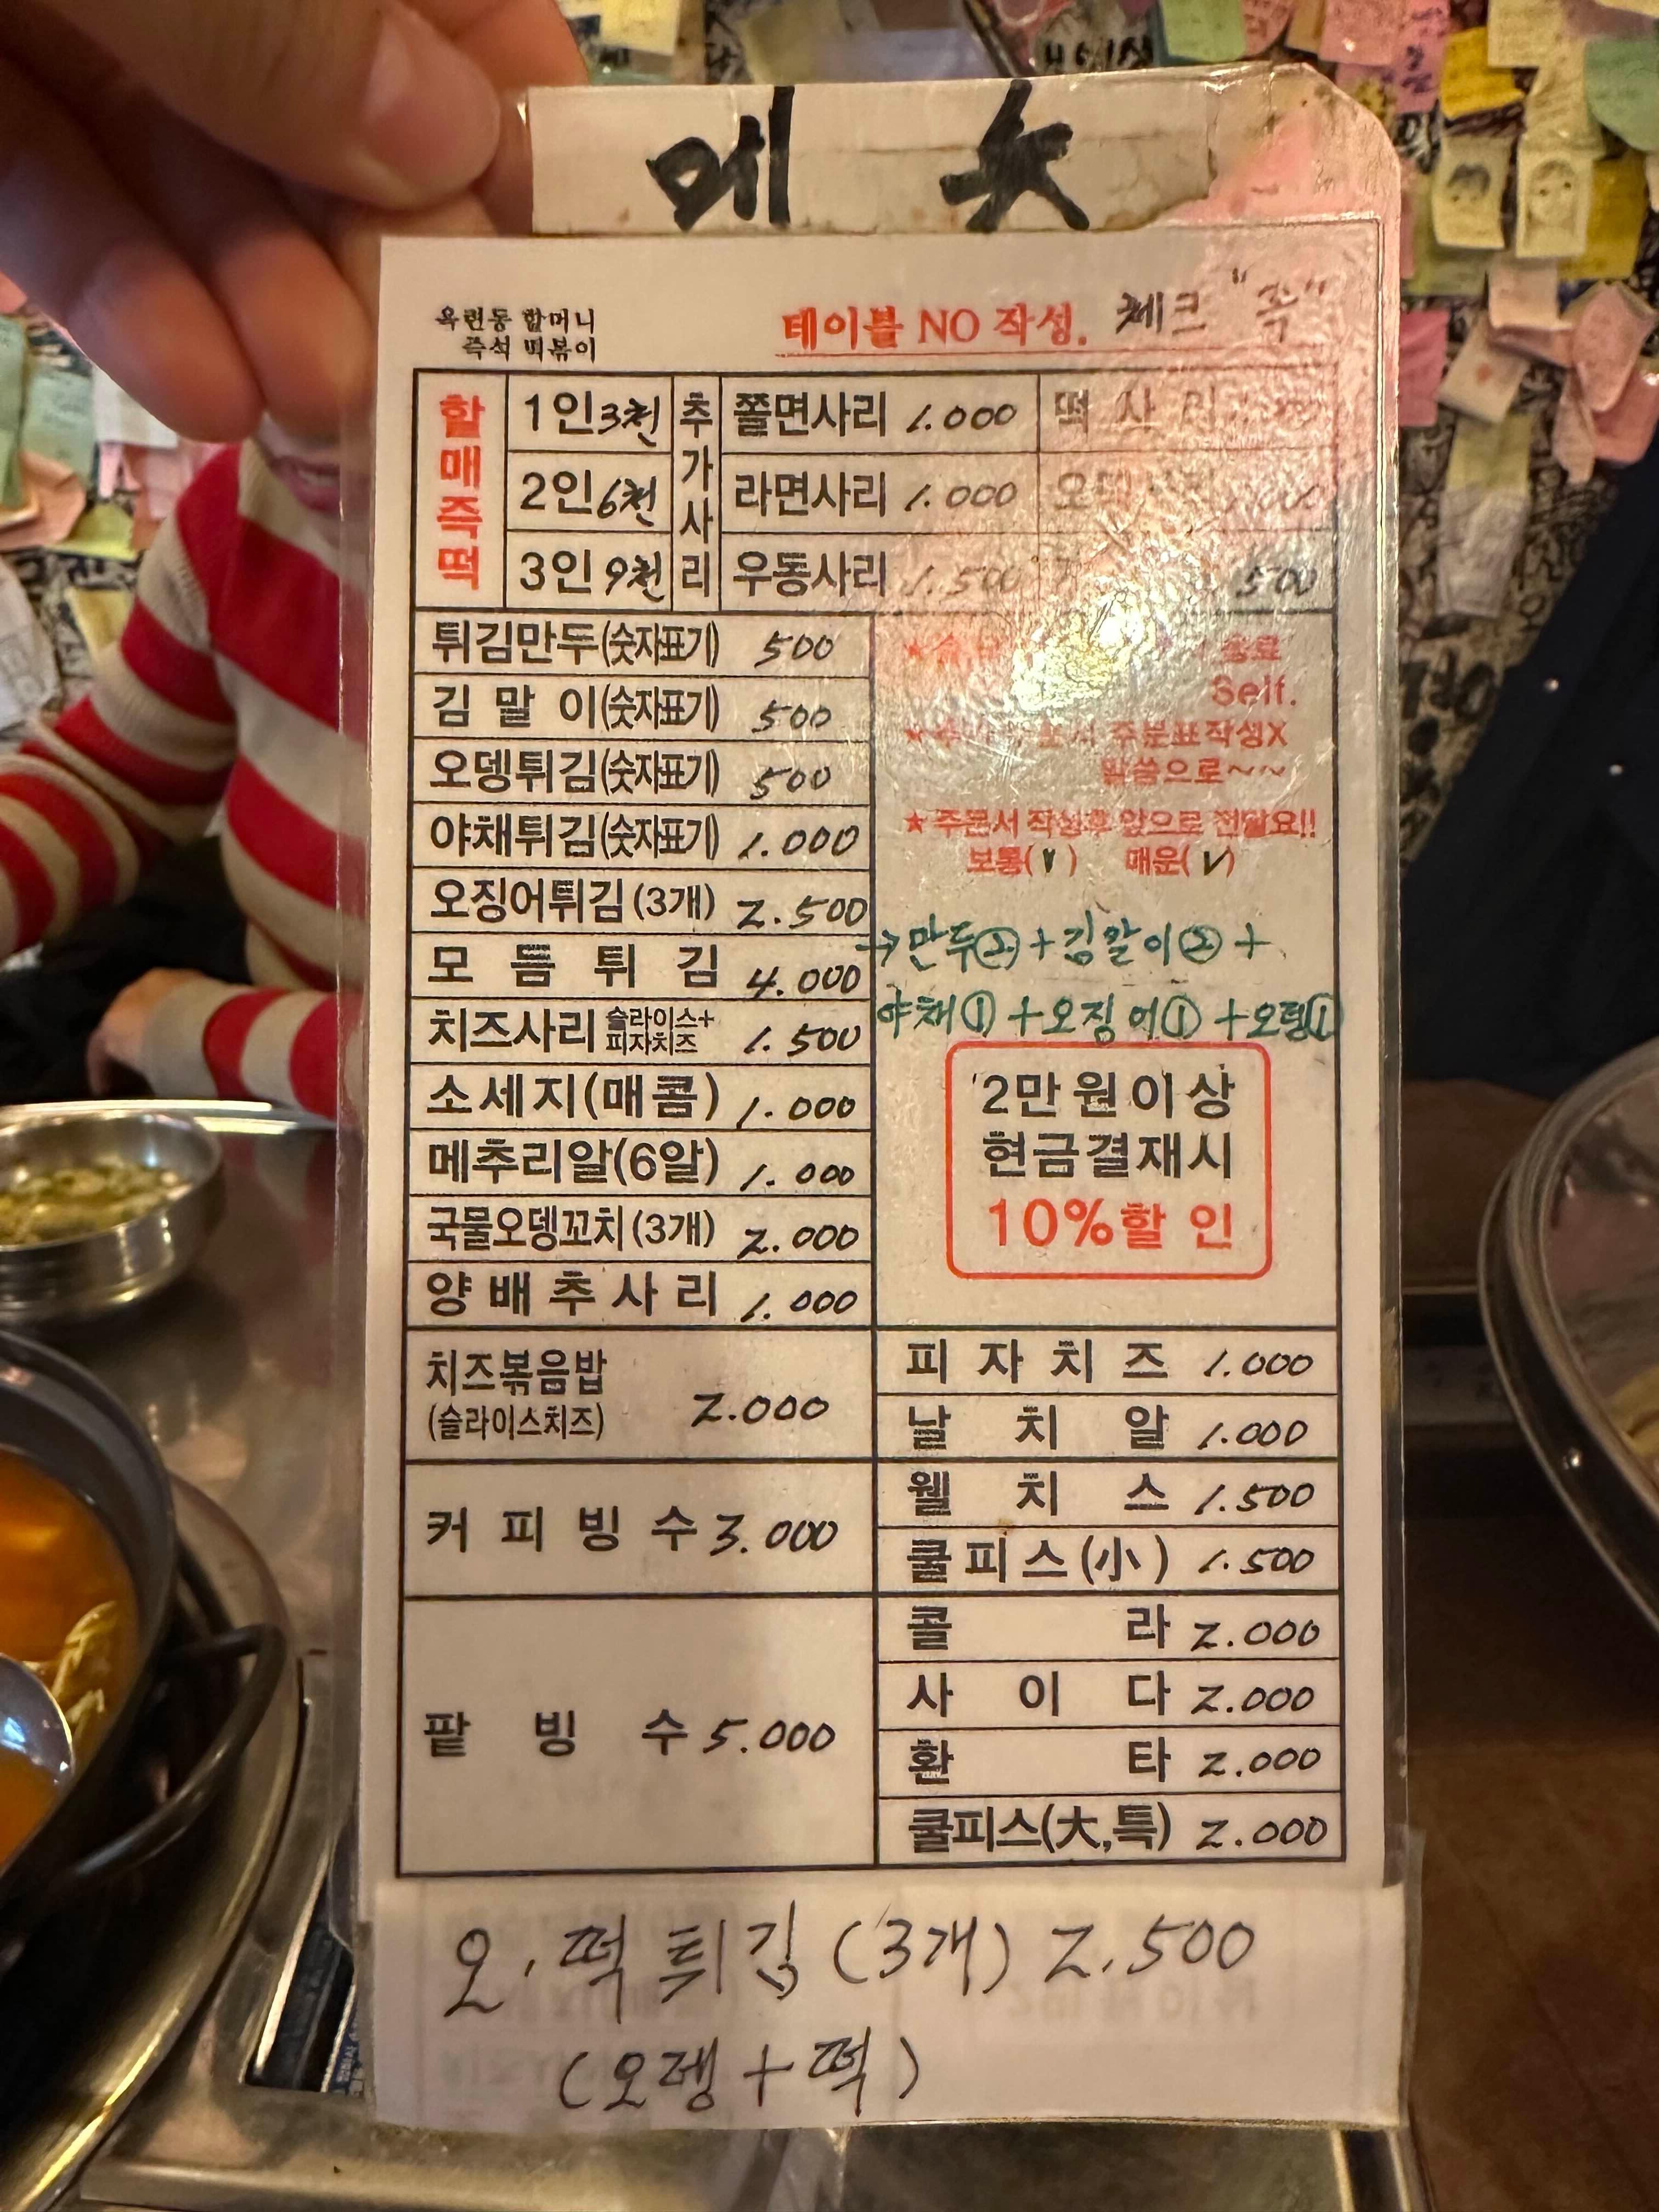 메뉴
옥련동 할머니
즉석 떡볶이
테이블 NO 작성. 체크 "꼭"
할매즉떡
1인 3천
2인 6천
3인 9천
추가사리
쫄면사리 1.000
떡사리
라면사리 1.000
우동사리 1.500
500
튀김만두(숫자표기) 500
김말이(숫자표기) 500
오뎅튀김(숫자표기) 500
야채튀김(숫자표기) 1.000
오징어튀김(3개) 2.500
모듬튀김 4.000
치즈사리 슬라이스+
피자치즈 1.500
소세지(매콤) 1.000
메추리알(6알) 1.000
국물오뎅꼬치(3개) 2.000
양배추사리 1.000
치즈볶음밥
(슬라이스치즈) 2.000
커피빙수 3.000
팥빙수 5.000
★ 음료
Self.
★ 주문표작성X
말씀으로~~
★주문서 작성후 앞으로 전달요!!
보통(∨) 매운(∨)
→만두②+김말이②+
야채①+오징어①+오뎅①
2만원이상
현금결재시
10%할인
피자치즈 1.000
날치알 1.000
웰치스 1.500
쿨피스(小) 1.500
콜라 2.000
사이다 2.000
환타 2.000
쿨피스(大,특) 2.000
오.떡튀김(3개) 2.500
(오뎅+떡)